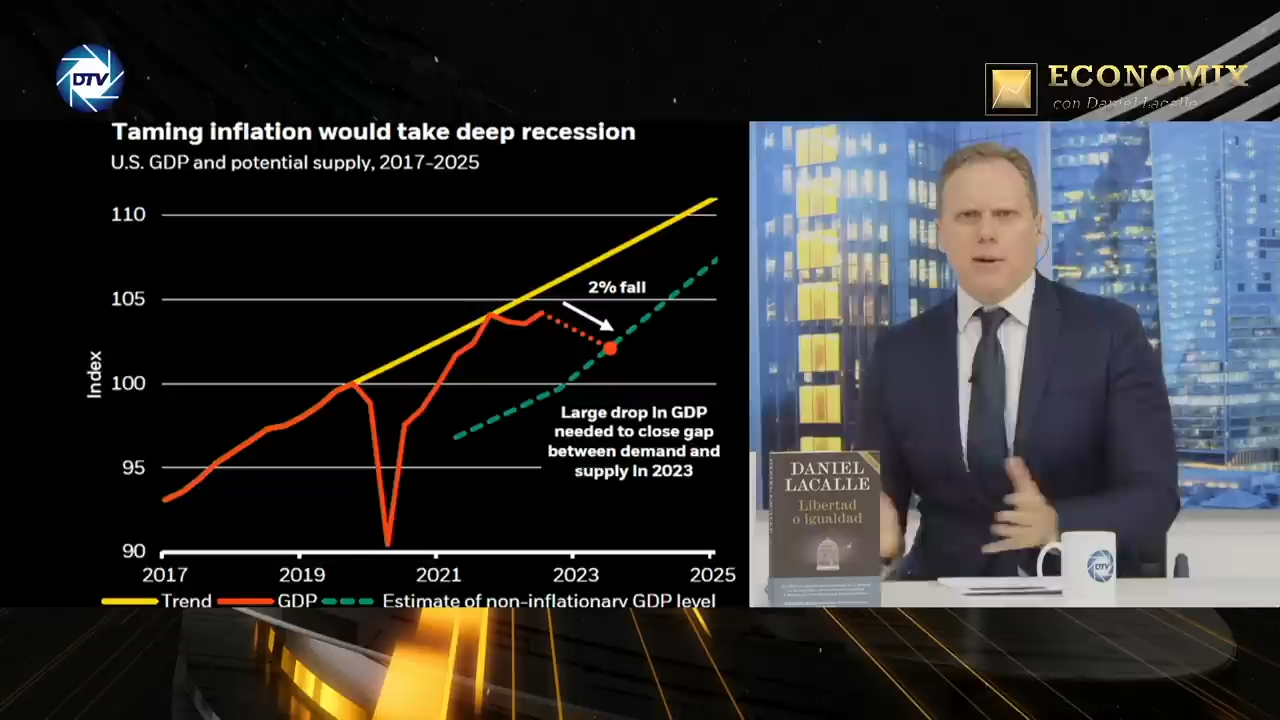 DTV
ECONOMIX
con Daniel Lacalle
Taming inflation would take deep recession
U.S. GDP and potential supply, 2017-2025
Index
110
105
100
95
90
2% fall
Large drop in GDP
needed to close gap
between demand and
supply in 2023
2017 2019 2021 2023 2025
Trend GDP Estimate of non-inflationary GDP level
DANIEL
LACALLE
Libertad
o igualdad
DTV